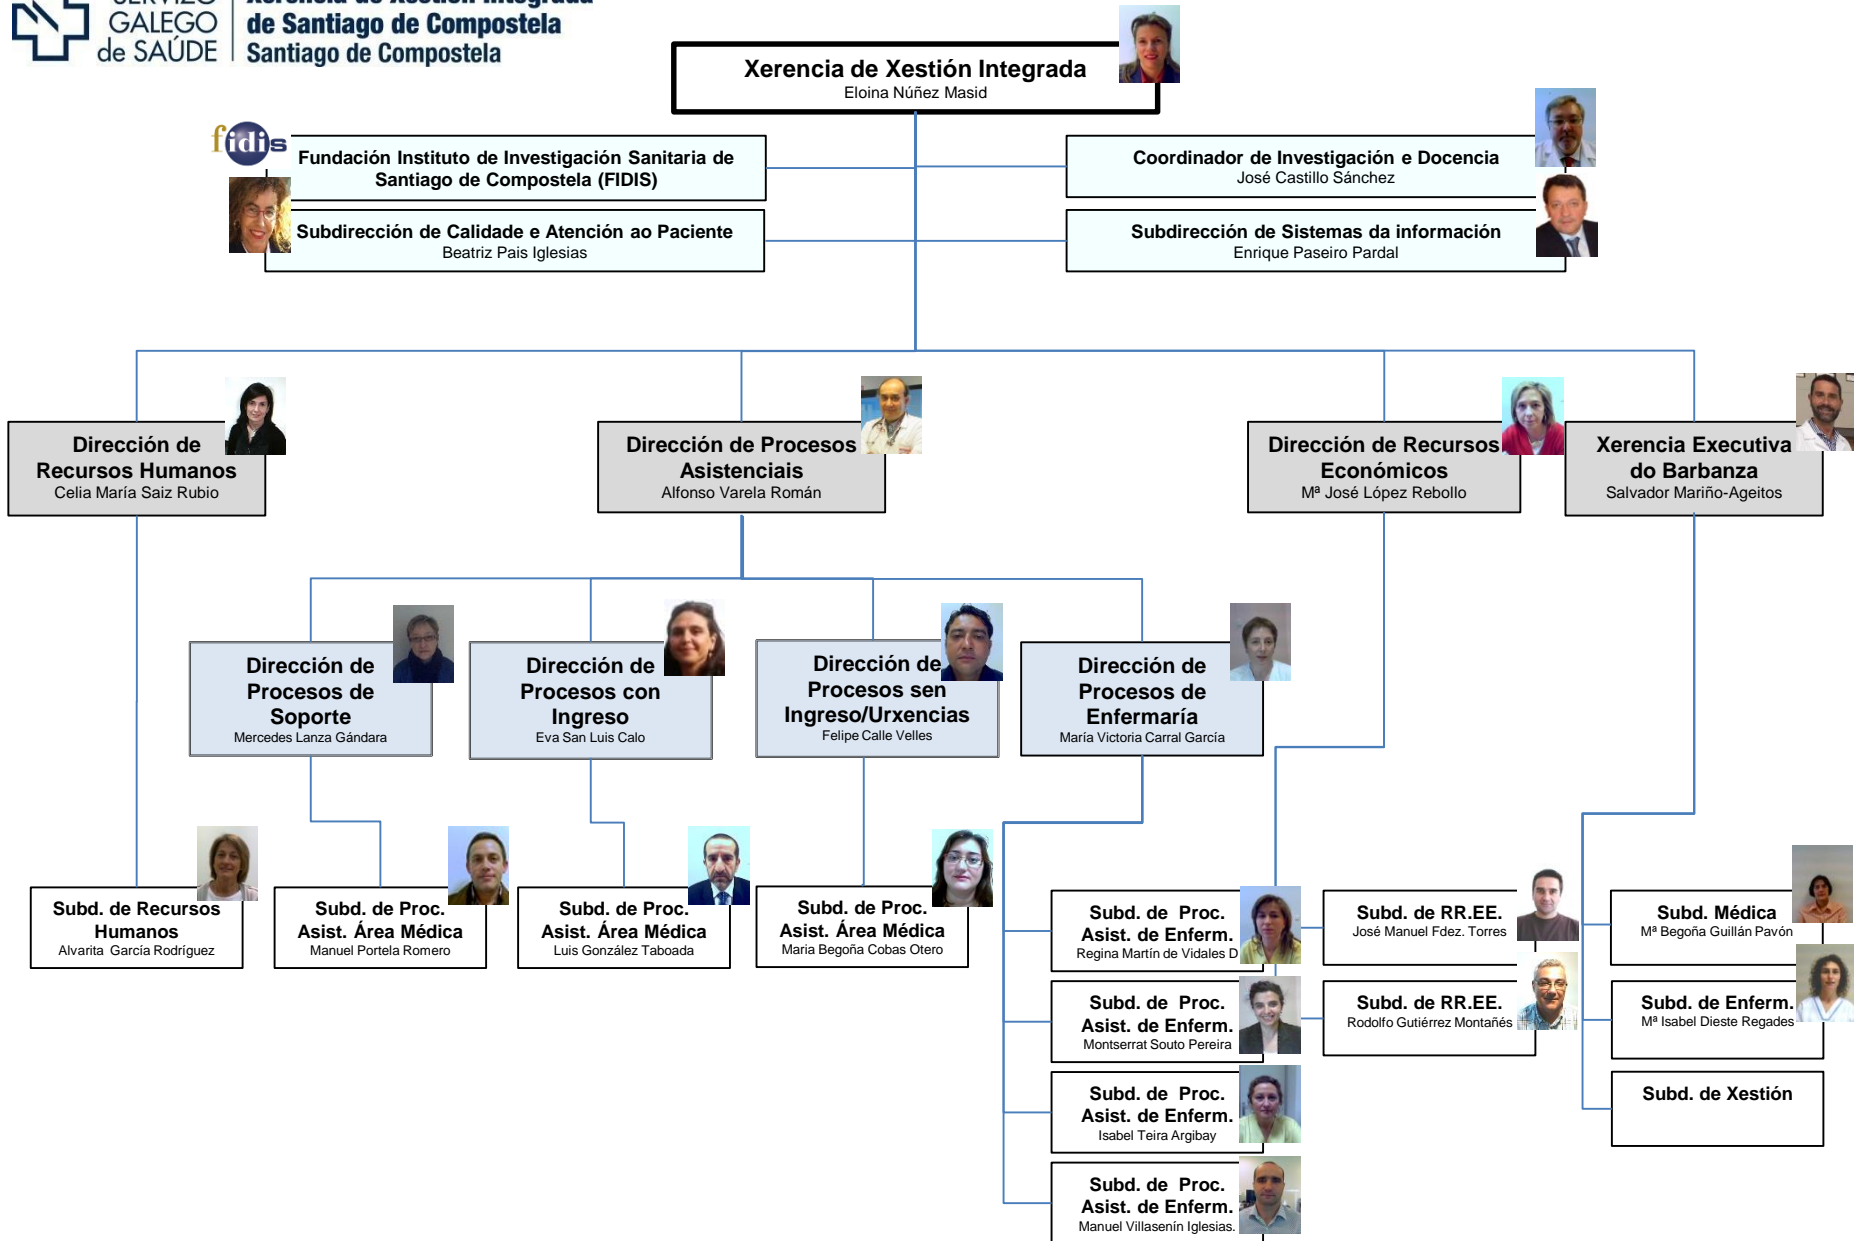 SERVIZO
GALEGO
de SAÚDE
Xerencia de Xestión Integrada
de Santiago de Compostela
Santiago de Compostela
Xerencia de Xestión Integrada
Eloina Núñez Masid
fidis
Fundación Instituto de Investigación Sanitaria de
Santiago de Compostela (FIDIS)
Coordinador de Investigación e Docencia
José Castillo Sánchez
Subdirección de Calidade e Atención ao Paciente
Beatriz Pais Iglesias
Subdirección de Sistemas da información
Enrique Paseiro Pardal
Dirección de
Recursos Humanos
Celia María Saiz Rubio
Dirección de Procesos
Asistenciais
Alfonso Varela Román
Dirección de Recursos
Económicos
Mª José López Rebollo
Xerencia Executiva
do Barbanza
Salvador Mariño-Ageitos
Dirección de
Procesos de
Soporte
Mercedes Lanza Gándara
Dirección de
Procesos con
Ingreso
Eva San Luis Calo
Dirección de
Procesos sen
Ingreso/Urxencias
Felipe Calle Velles
Dirección de
Procesos de
Enfermaría
María Victoria Carral García
Subd. de Recursos
Humanos
Alvarita García Rodríguez
Subd. de Proc.
Asist. Área Médica
Manuel Portela Romero
Subd. de Proc.
Asist. Área Médica
Luis González Taboada
Subd. de Proc.
Asist. Área Médica
Maria Begoña Cobas Otero
Subd. de Proc.
Asist. de Enferm.
Regina Martín de Vidales D
Subd. de RR.EE.
José Manuel Fdez. Torres
Subd. Médica
Mª Begoña Guillán Pavón
Subd. de Proc.
Asist. de Enferm.
Montserrat Souto Pereira
Subd. de RR.EE.
Rodolfo Gutiérrez Montañés
Subd. de Enferm.
Mª Isabel Dieste Regades
Subd. de Proc.
Asist. de Enferm.
Isabel Teira Argibay
Subd. de Xestión
Subd. de Proc.
Asist. de Enferm.
Manuel Villasenín Iglesias.